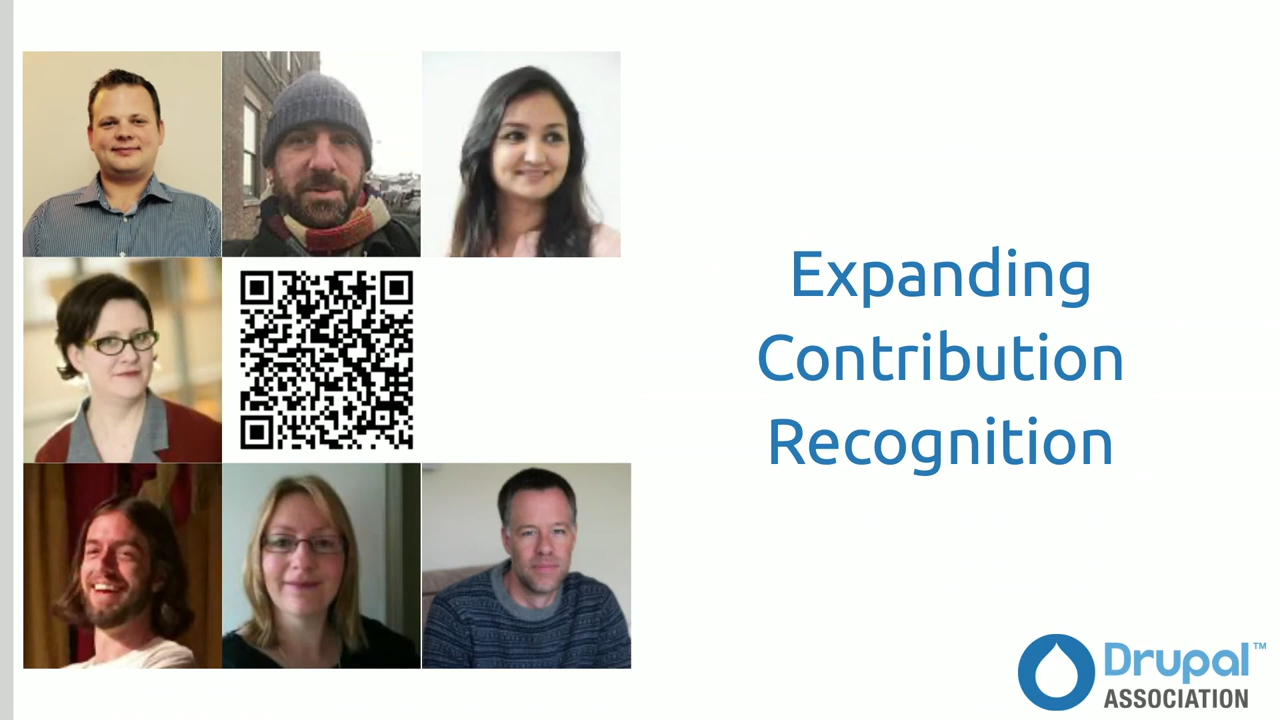 Expanding
Contribution
Recognition
Drupal™
ASSOCIATION